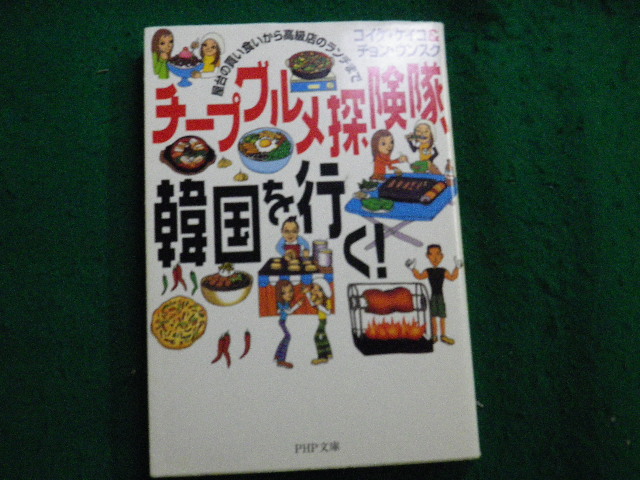 屋台の買い食いから高級店のランチまで
コイケ・ケイコ&
チョン・ウンスク
チープグルメ探険隊、
韓国を行く!
PHP文庫